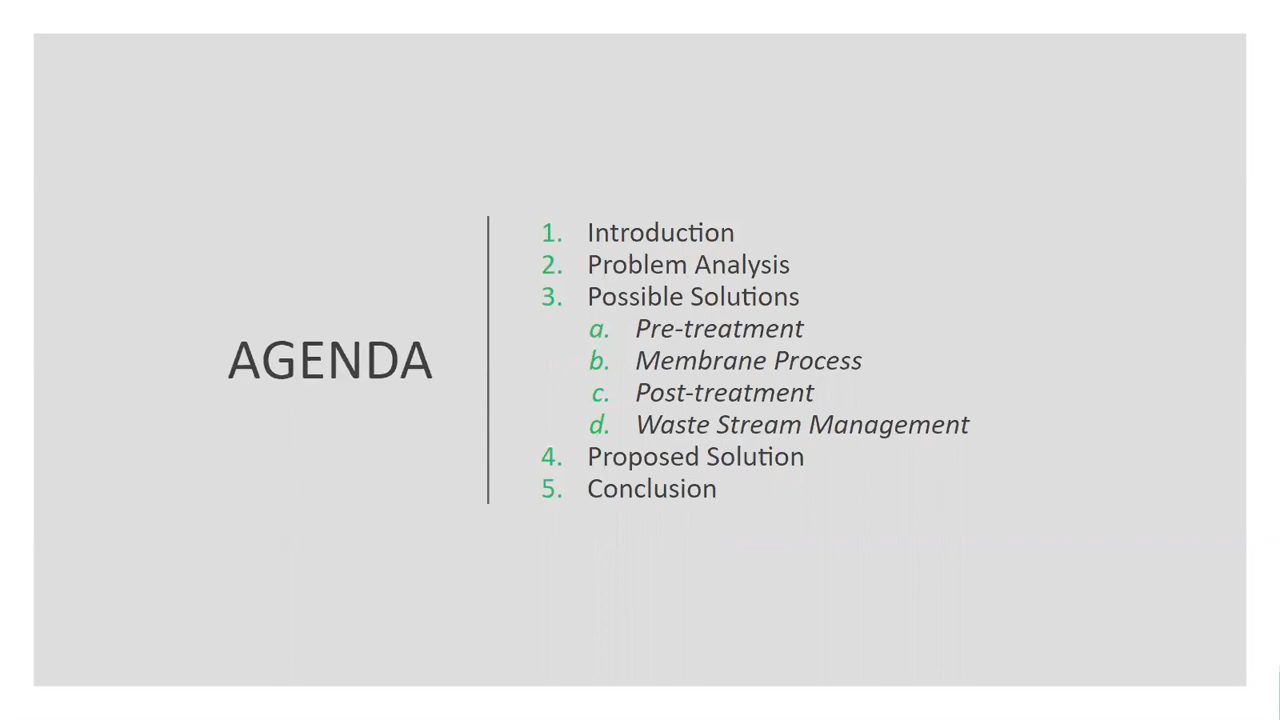 AGENDA
1. Introduction
2. Problem Analysis
3. Possible Solutions
a. Pre-treatment
b. Membrane Process
c. Post-treatment
d. Waste Stream Management
4. Proposed Solution
5. Conclusion